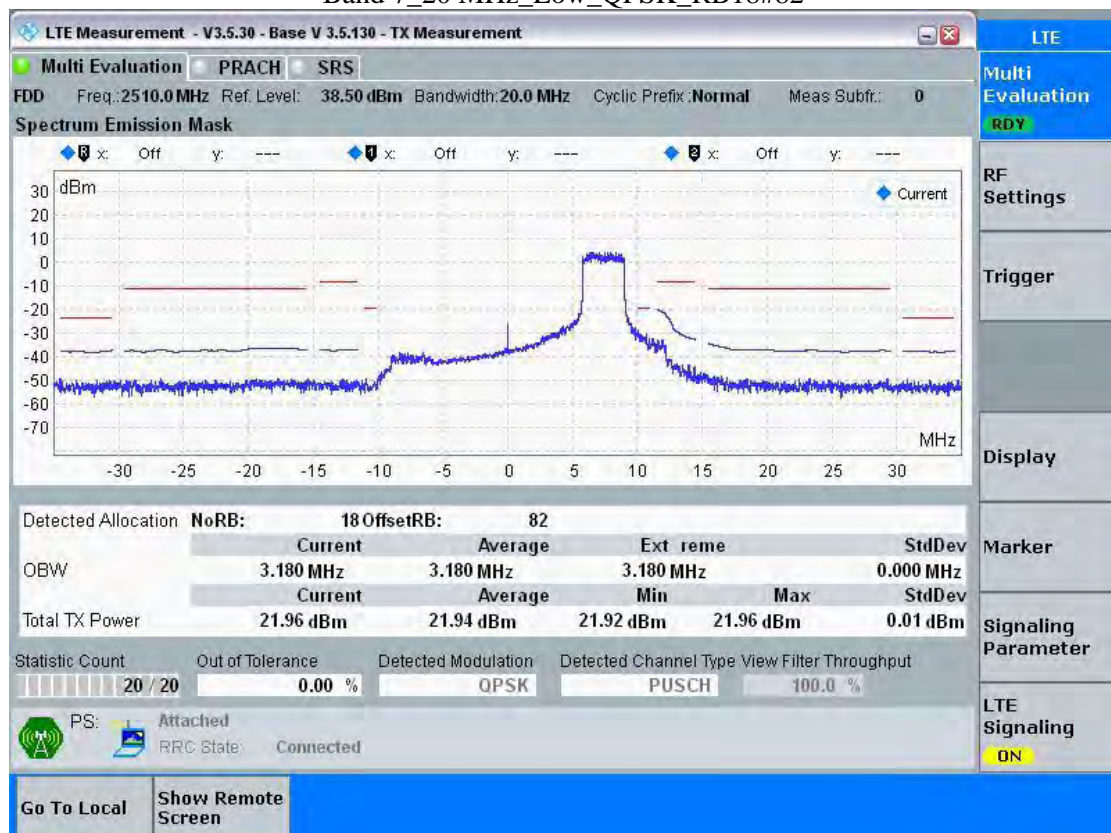 Band 7_20 MHz_Low_QPSK_RB18#82
LTE Measurement - V3.5.30 - Base V 3.5.130 - TX Measurement
LTE
Multi Evaluation PRACH SRS
Multi Evaluation
RDY
FDD Freq.:2510.0MHz Ref. Level: 38.50 dBm Bandwidth:20.0 MHz Cyclic Prefix :Normal Meas Subfr.: 0
Spectrum Emission Mask
R x: Off y: --- 1 x: Off y: --- 2 x: Off y: ---
dBm
Current
30
20
10
0
-10
-20
-30
-40
-50
-60
-70
MHz
-30 -25 -20 -15 -10 -5 0 5 10 15 20 25 30
RF Settings
Trigger
Display
Marker
Signaling Parameter
LTE Signaling
ON
Detected Allocation NoRB: 18 OffsetRB: 82
Current Average Ext reme StdDev
OBW 3.180 MHz 3.180 MHz 3.180 MHz 0.000 MHz
Current Average Min Max StdDev
Total TX Power 21.96 dBm 21.94 dBm 21.92 dBm 21.96 dBm 0.01 dBm
Statistic Count Out of Tolerance Detected Modulation Detected Channel Type View Filter Throughput
20 / 20 0.00 % QPSK PUSCH 100.0 %
PS: Attached
RRC State: Connected
Go To Local
Show Remote Screen